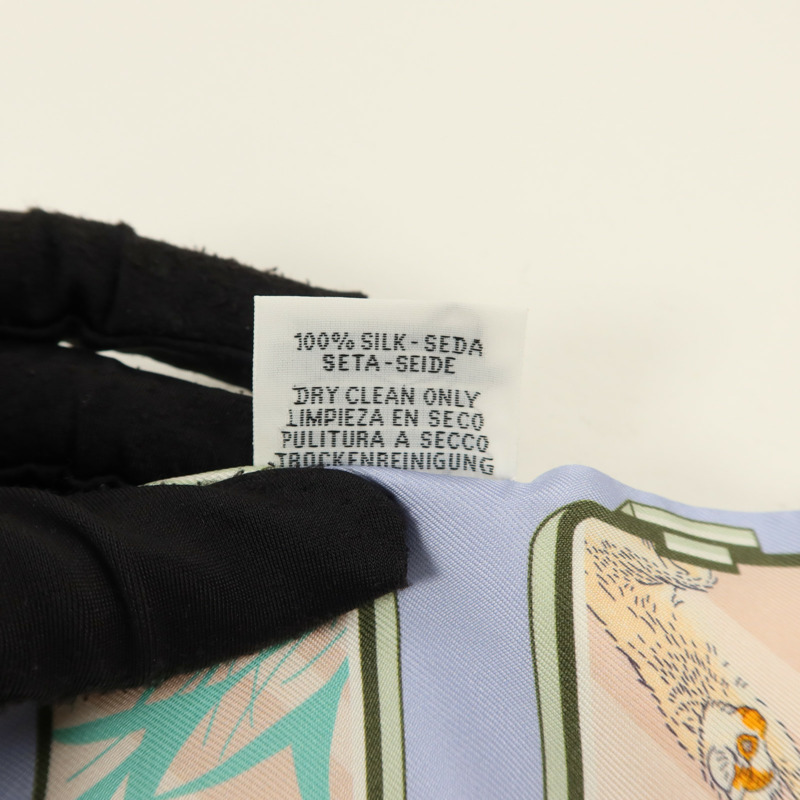 100% SILK-SEDA
SETA-SEIDE
DRY CLEAN ONLY
LIMPIEZA EN SECO
PULITURA A SECCO
TROCKENREINIGUNG